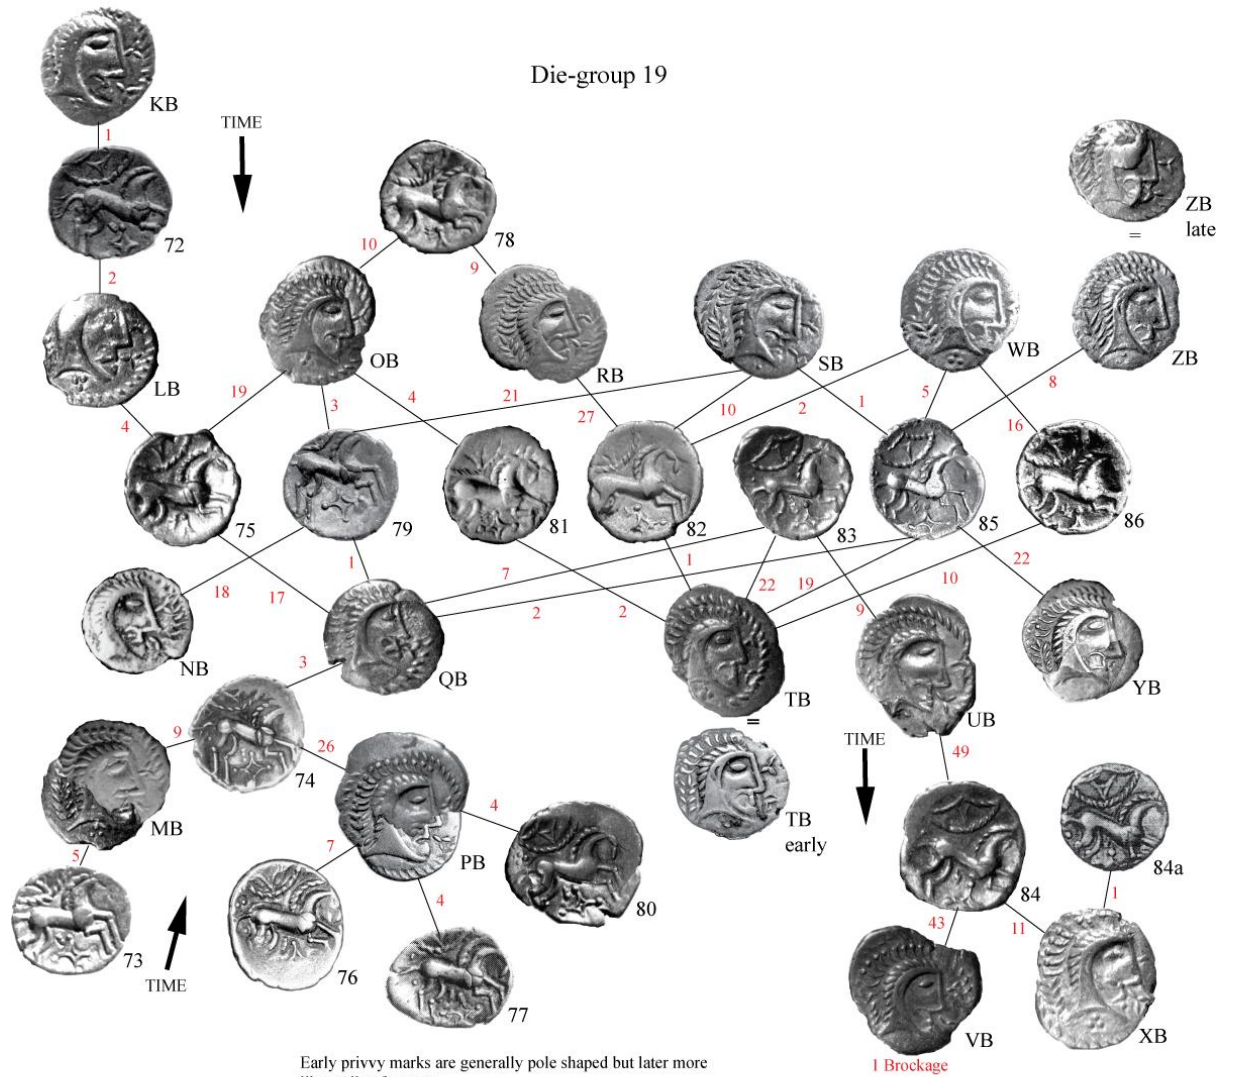 Die-group 19
KB
1
TIME
72
78
ZB
late
=
10
9
2
OB
RB
SB
WB
ZB
LB
19
3
4
21
27
10
2
1
5
8
16
4
75
79
81
82
83
85
86
18
17
1
7
2
2
1
22
19
9
10
22
NB
QB
TB
=
UB
YB
3
MB
9
74
26
TB
early
TIME
49
5
PB
4
7
4
80
84
84a
1
43
11
73
TIME
76
77
VB
XB
1 Brockage
Early privvy marks are generally pole shaped but later more